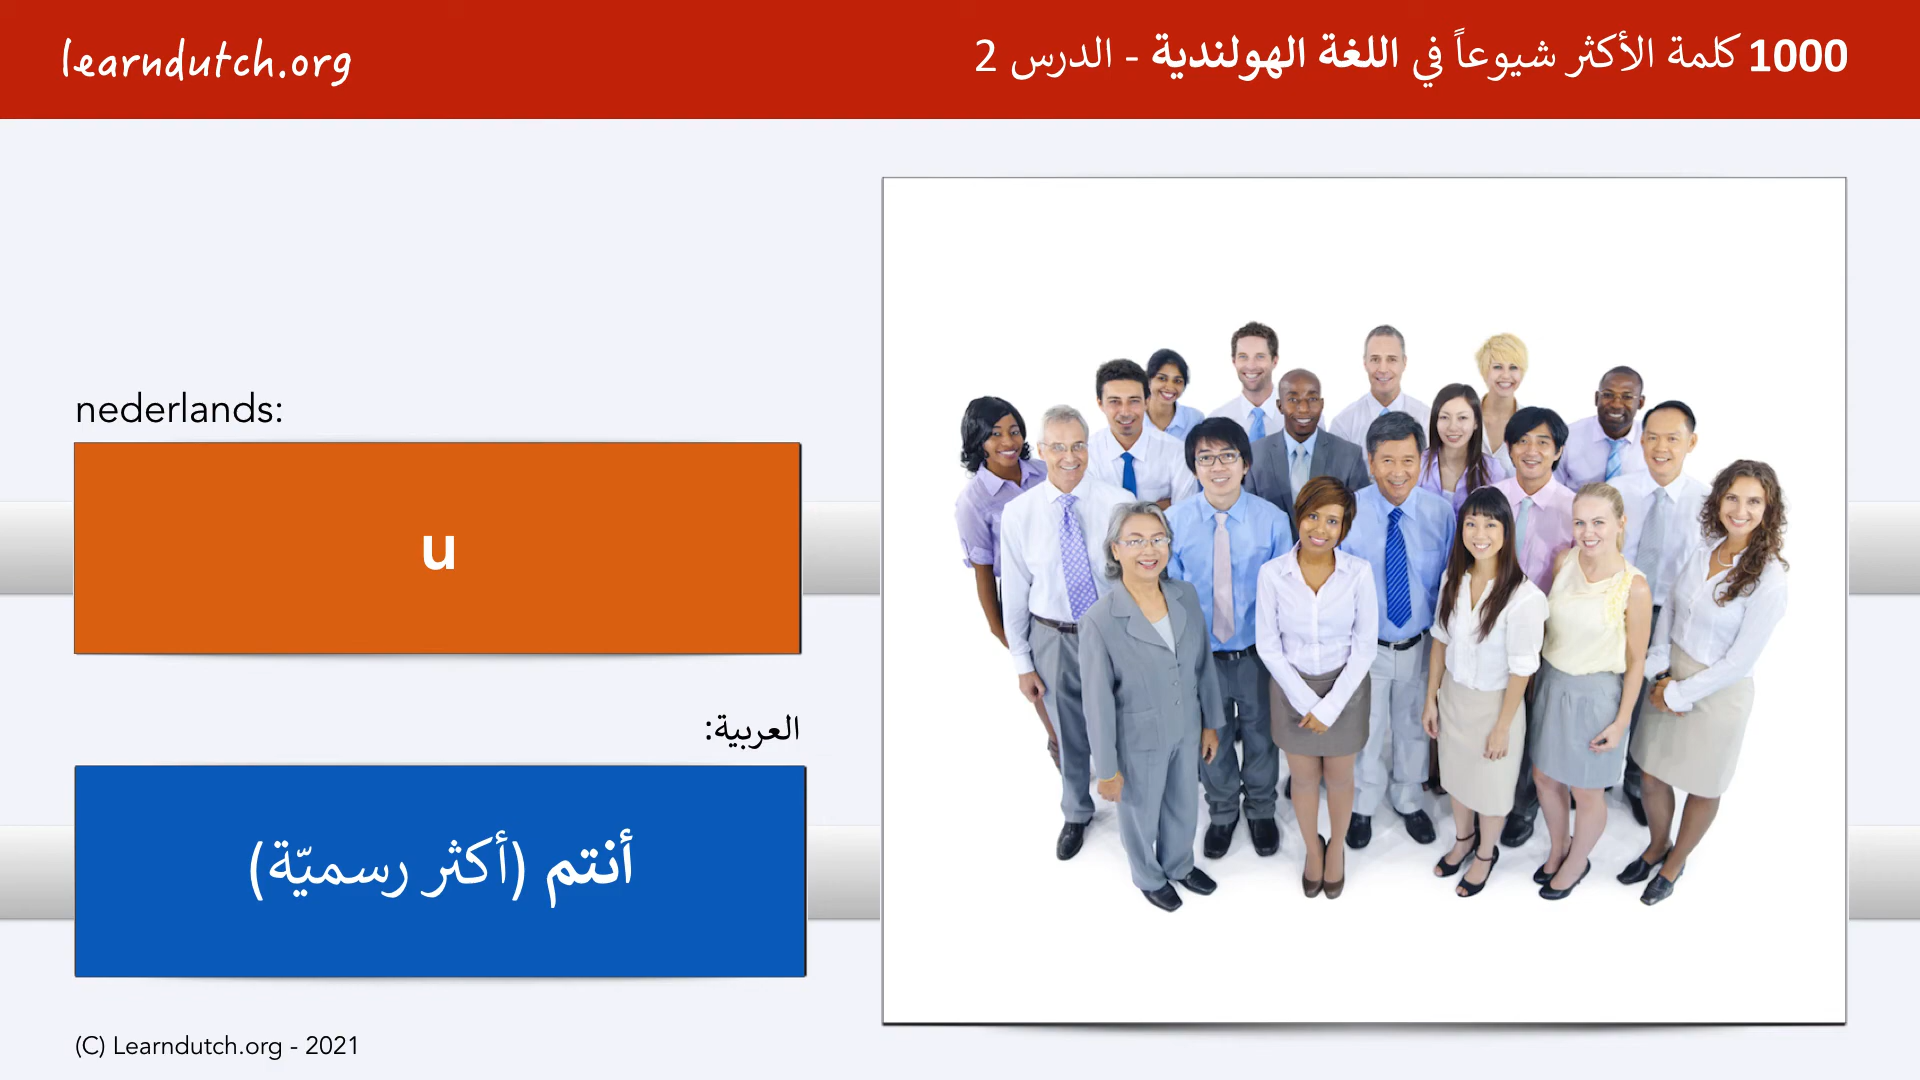 learndutch.org
1000 كلمة الأكثر شيوعاً في اللغة الهولندية - الدرس 2
nederlands:
u
العربية:
أنتم (أكثر رسميّة)
(C) Learndutch.org - 2021